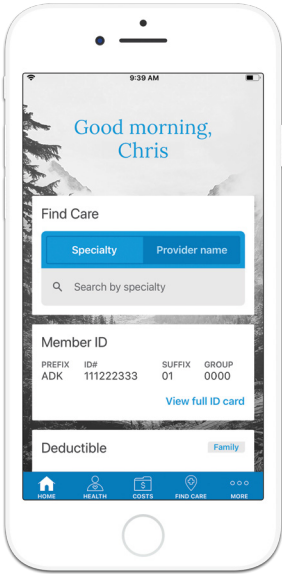 9:39 AM
Good morning,
Chris
Find Care
Specialty Provider name
Search by specialty
Member ID
PREFIX ID# SUFFIX GROUP
ADK 111222333 01 0000
View full ID card
Deductible Family
HOME HEALTH COSTS FIND CARE MORE